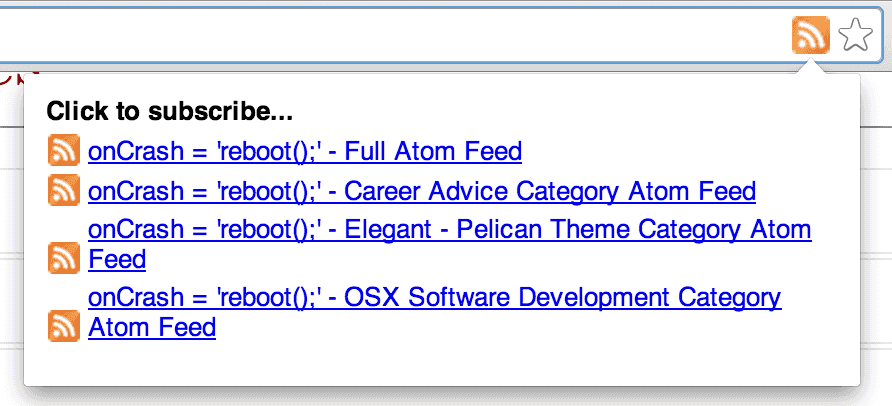 Click to subscribe...
onCrash = 'reboot();' - Full Atom Feed
onCrash = 'reboot();' - Career Advice Category Atom Feed
onCrash = 'reboot();' - Elegant - Pelican Theme Category Atom
Feed
onCrash = 'reboot();' - OSX Software Development Category
Atom Feed